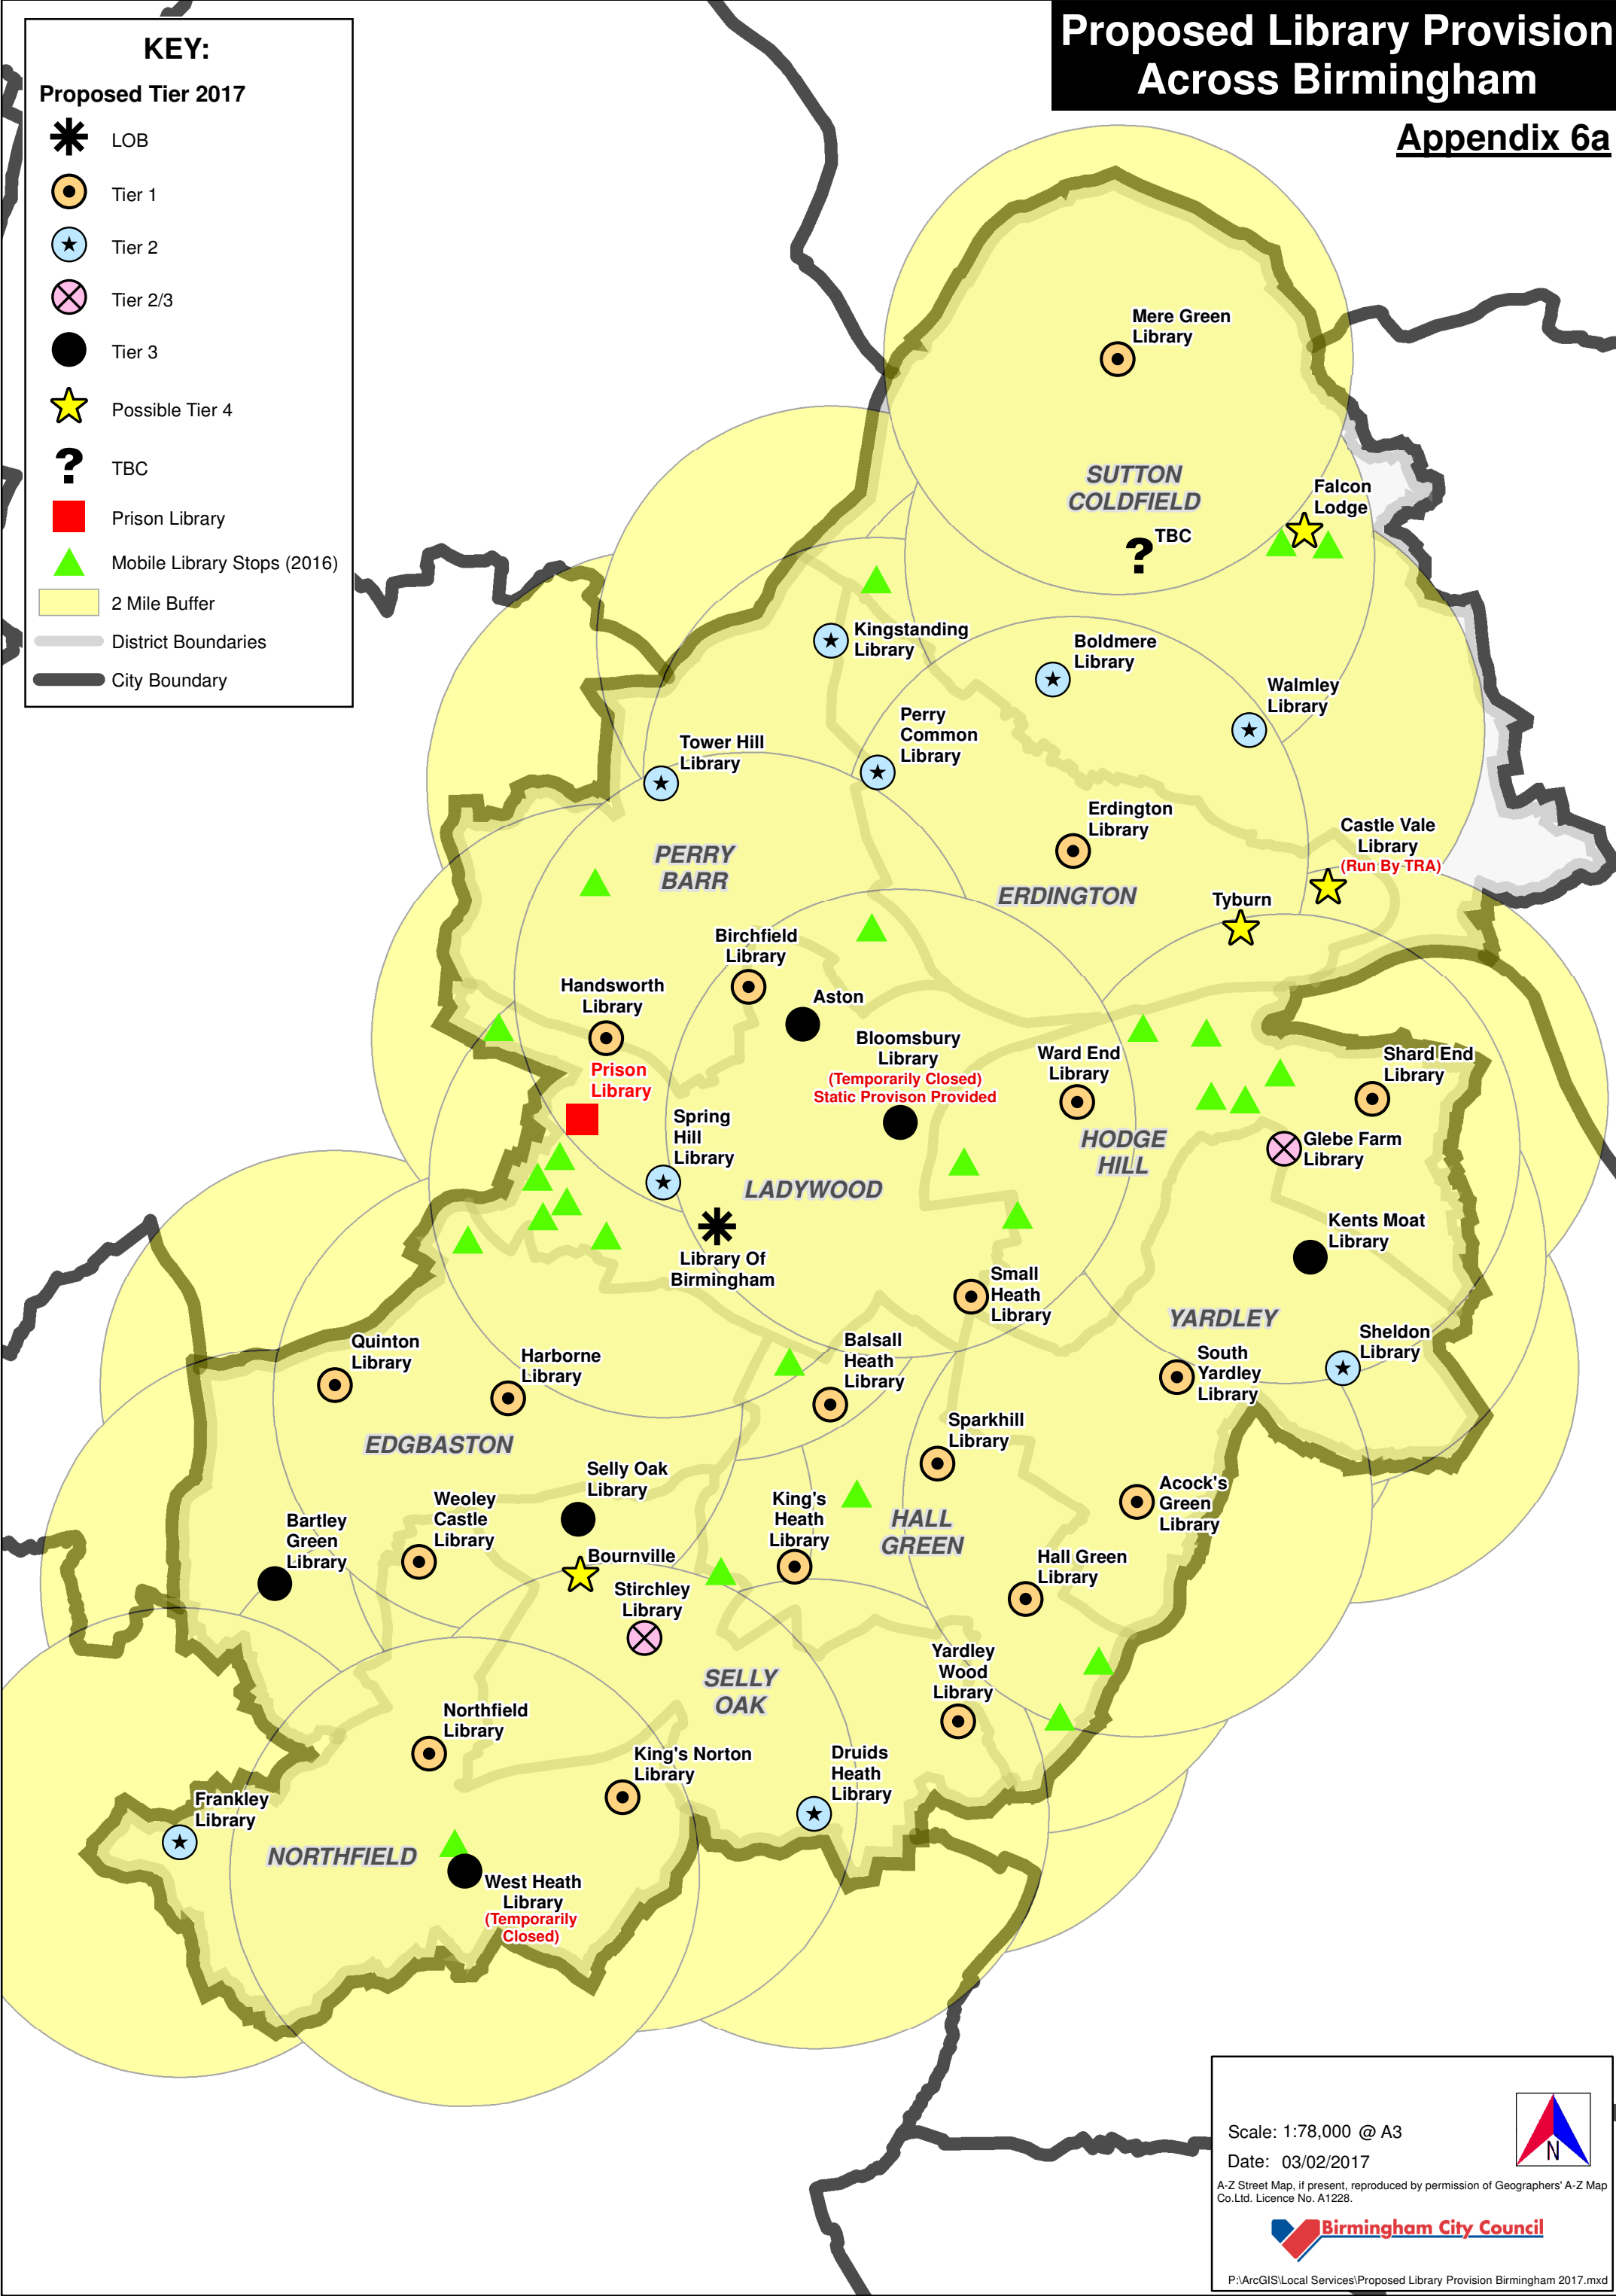 Proposed Library Provision
Across Birmingham
Appendix 6a
KEY:
Proposed Tier 2017
LOB
Tier 1
Tier 2
Tier 2/3
Tier 3
Possible Tier 4
?
TBC
Prison Library
Mobile Library Stops (2016)
2 Mile Buffer
District Boundaries
City Boundary
Mere Green
Library
SUTTON
COLDFIELD
Falcon
Lodge
?
TBC
Kingstanding
Library
Boldmere
Library
Walmley
Library
Perry
Common
Library
Tower Hill
Library
Erdington
Library
Castle Vale
Library
(Run By TRA)
PERRY
BARR
ERDINGTON
Tyburn
Birchfield
Library
Handsworth
Library
Aston
Bloomsbury
Library
(Temporarily Closed)
Static Provison Provided
Ward End
Library
Shard End
Library
Prison
Library
Spring
Hill
Library
HODGE
HILL
Glebe Farm
Library
LADYWOOD
Kents Moat
Library
Library Of
Birmingham
Small
Heath
Library
YARDLEY
Sheldon
Library
Quinton
Library
Harborne
Library
Balsall
Heath
Library
South
Yardley
Library
Sparkhill
Library
EDGBASTON
Selly Oak
Library
Acock's
Green
Library
Weoley
Castle
Library
King's
Heath
Library
HALL
GREEN
Bartley
Green
Library
Bournville
Hall Green
Library
Stirchley
Library
Yardley
Wood
Library
SELLY
OAK
Northfield
Library
King's Norton
Library
Druids
Heath
Library
Frankley
Library
NORTHFIELD
West Heath
Library
(Temporarily
Closed)
Scale: 1:78,000 @ A3
Date: 03/02/2017
N
A-Z Street Map, if present, reproduced by permission of Geographers' A-Z Map
Co.Ltd. Licence No. A1228.
Birmingham City Council
P:\ArcGIS\Local Services\Proposed Library Provision Birmingham 2017.mxd